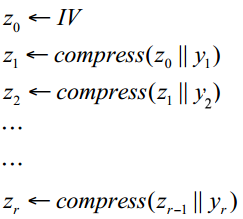 z₀ ← IV
z₁ ← compress(z₀ || y₁)
z₂ ← compress(z₁ || y₂)
...
...
zᵣ ← compress(zᵣ₋₁ || yᵣ)